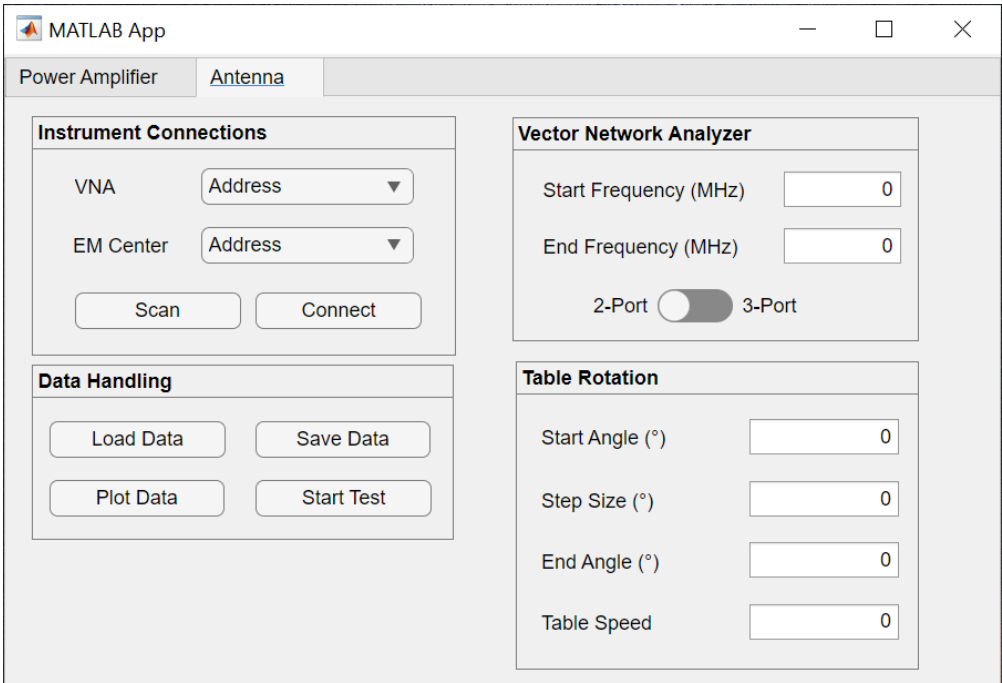 MATLAB App
Power Amplifier
Antenna
Instrument Connections
VNA
Address
EM Center
Address
Scan
Connect
Data Handling
Load Data
Save Data
Plot Data
Start Test
Vector Network Analyzer
Start Frequency (MHz)
0
End Frequency (MHz)
0
2-Port
3-Port
Table Rotation
Start Angle (°)
0
Step Size (°)
0
End Angle (°)
0
Table Speed
0